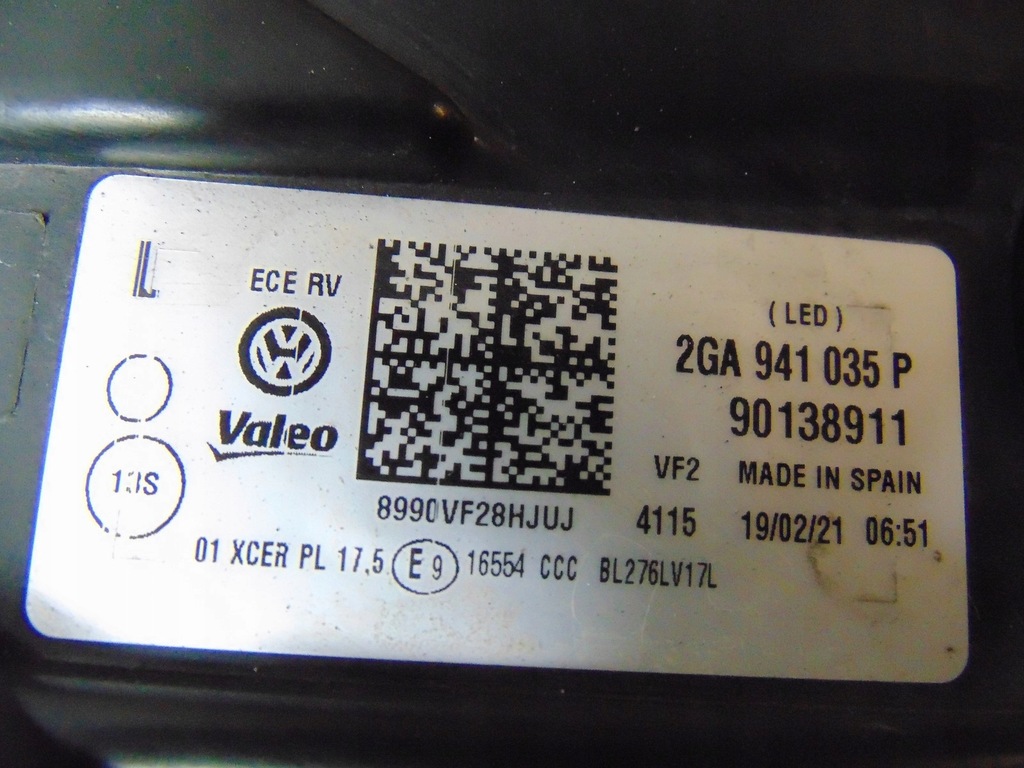 L
ECE RV
Valeo
13S
8990VF28HJUJ
01 XCER PL 17,5 E9 16554 CCC BL276LV17L
(LED)
2GA 941 035 P
90138911
VF2 MADE IN SPAIN
4115 19/02/21 06:51